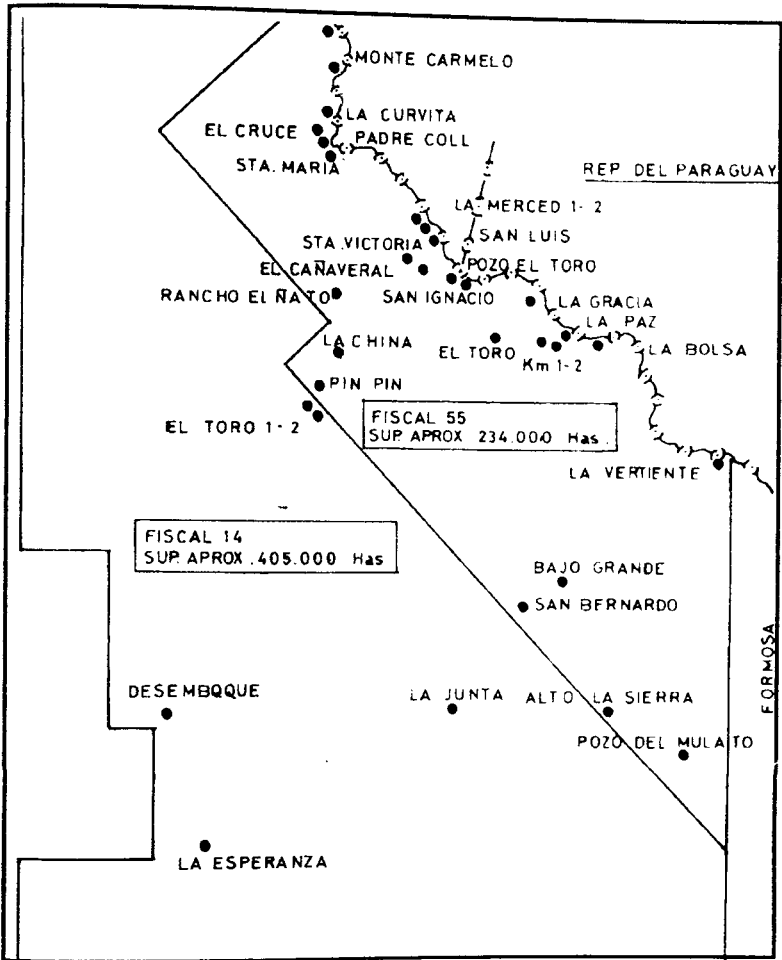 MONTE CARMELO
LA CURVITA
EL CRUCE
PADRE COLL
STA. MARIA
REP. DEL PARAGUAY
LA MERCED 1-2
SAN LUIS
STA. VICTORIA
POZO EL TORO
EL CAÑAVERAL
RANCHO EL ÑATO
SAN IGNACIO
LA GRACIA
LA PAZ
LA CHINA
EL TORO
Km 1-2
LA BOLSA
PIN PIN
EL TORO 1-2
FISCAL 55
SUP. APROX 234.000 Has.
LA VERTIENTE
FISCAL 14
SUP. APROX .405.000 Has
BAJO GRANDE
SAN BERNARDO
FORMOSA
DESEMBOQUE
LA JUNTA
ALTO LA SIERRA
POZO DEL MULATO
LA ESPERANZA